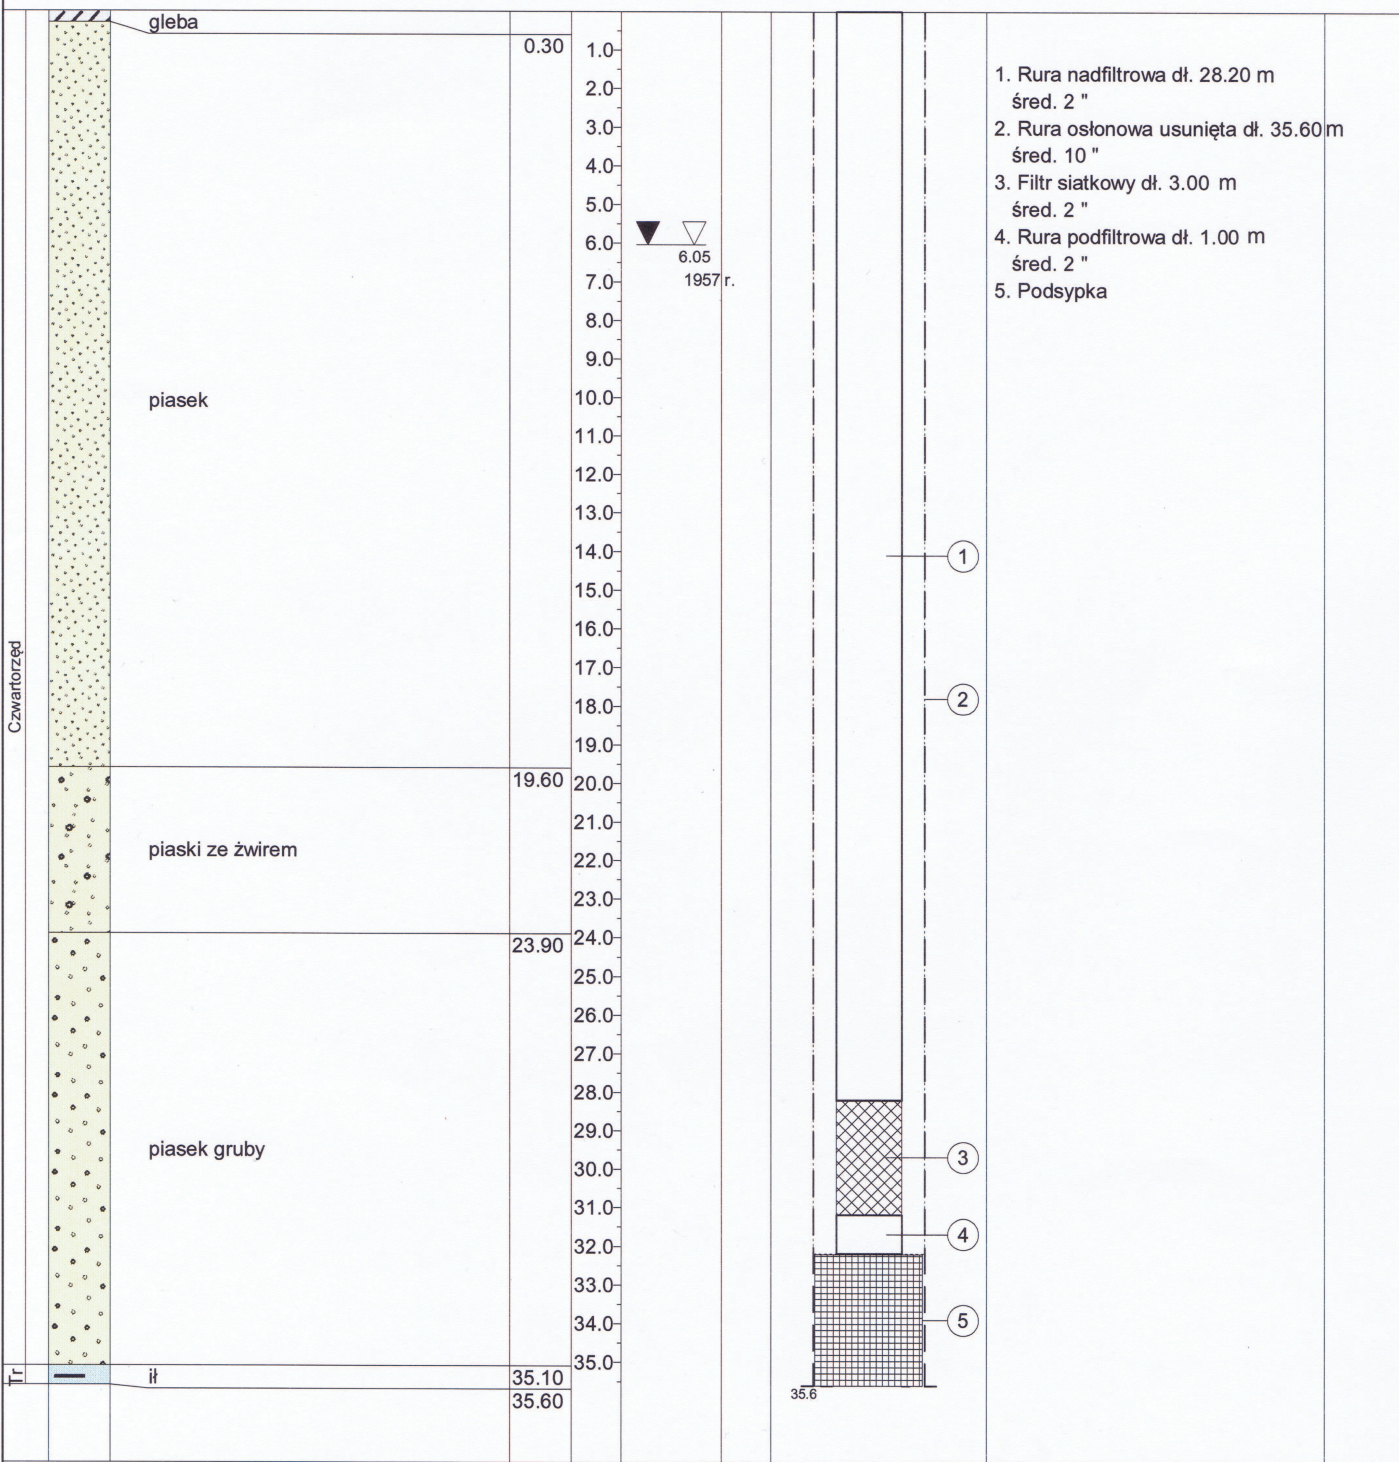 gleba
0.30
piasek
19.60
piaski ze żwirem
23.90
piasek gruby
ił
35.10
35.60
Czwartorzęd
Tr
1.0
2.0
3.0
4.0
5.0
6.0
7.0
8.0
9.0
10.0
11.0
12.0
13.0
14.0
15.0
16.0
17.0
18.0
19.0
20.0
21.0
22.0
23.0
24.0
25.0
26.0
27.0
28.0
29.0
30.0
31.0
32.0
33.0
34.0
35.0
6.05
1957 r.
1
2
3
4
5
35.6
1. Rura nadfiltrowa dł. 28.20 m
śred. 2 "
2. Rura osłonowa usunięta dł. 35.60 m
śred. 10 "
3. Filtr siatkowy dł. 3.00 m
śred. 2 "
4. Rura podfiltrowa dł. 1.00 m
śred. 2 "
5. Podsypka